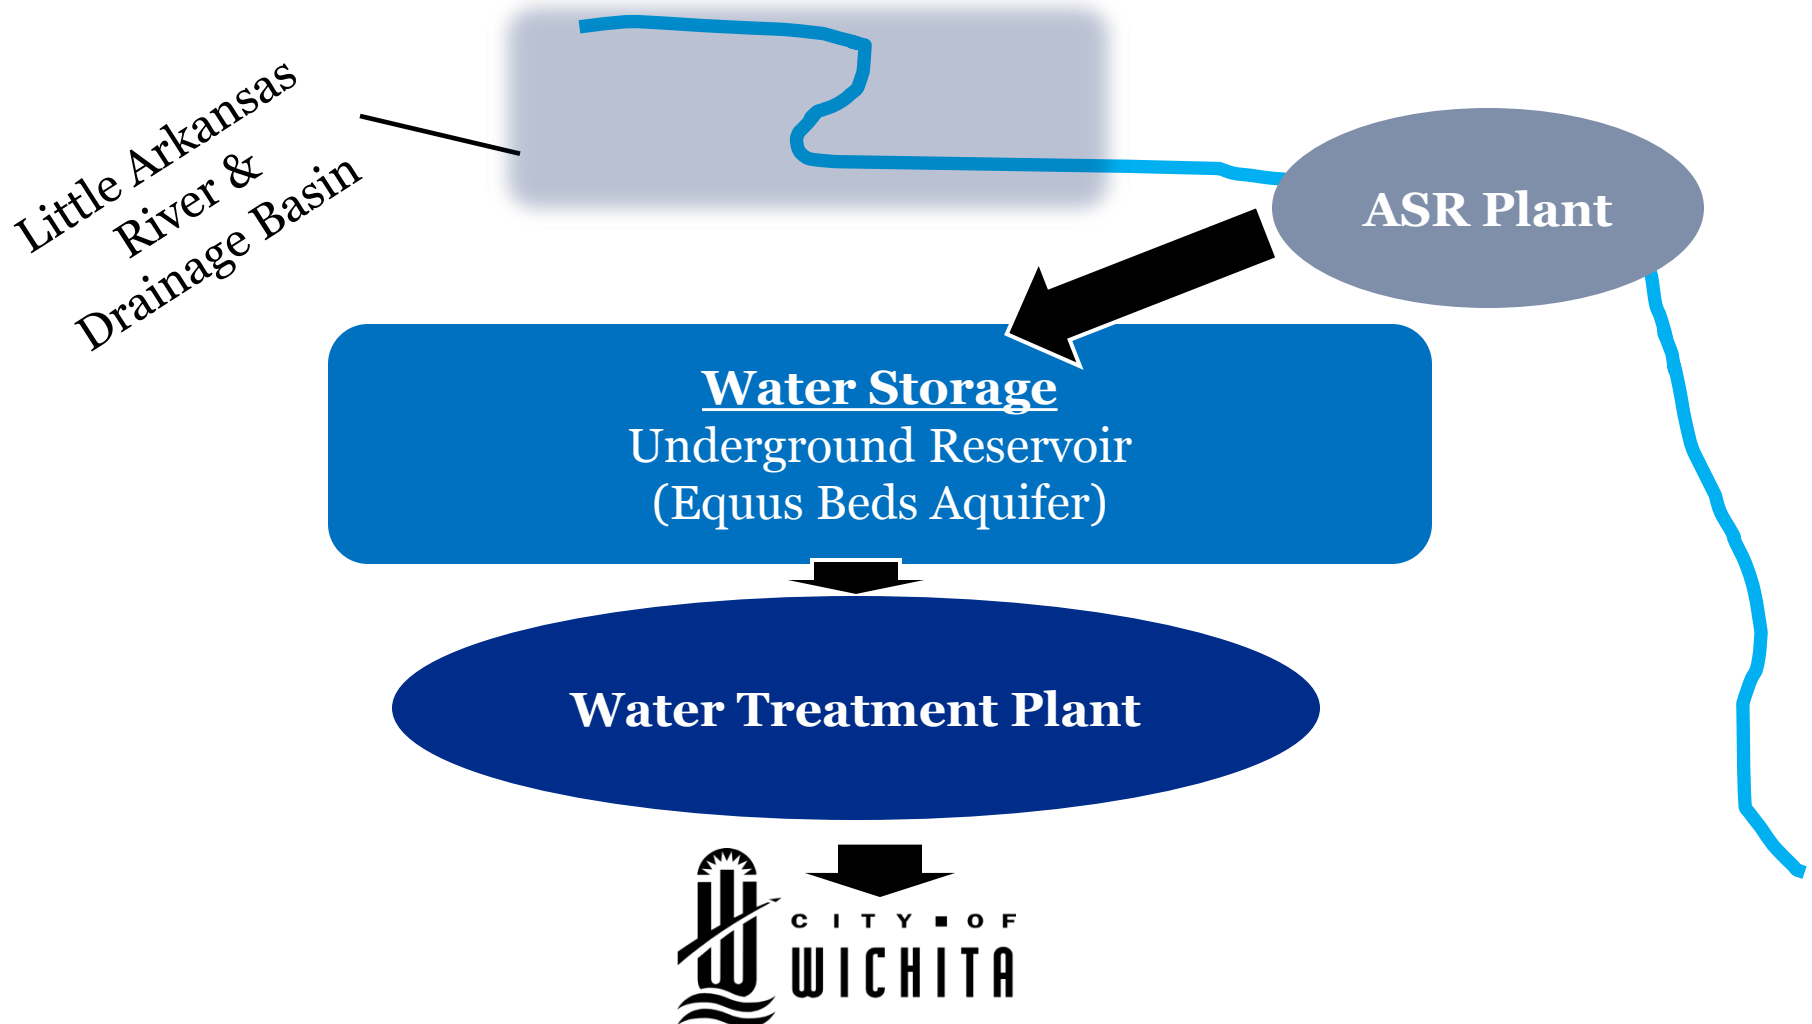 Little Arkansas
River &
Drainage Basin
ASR Plant
Water Storage
Underground Reservoir
(Equus Beds Aquifer)
Water Treatment Plant
CITY OF
WICHITA